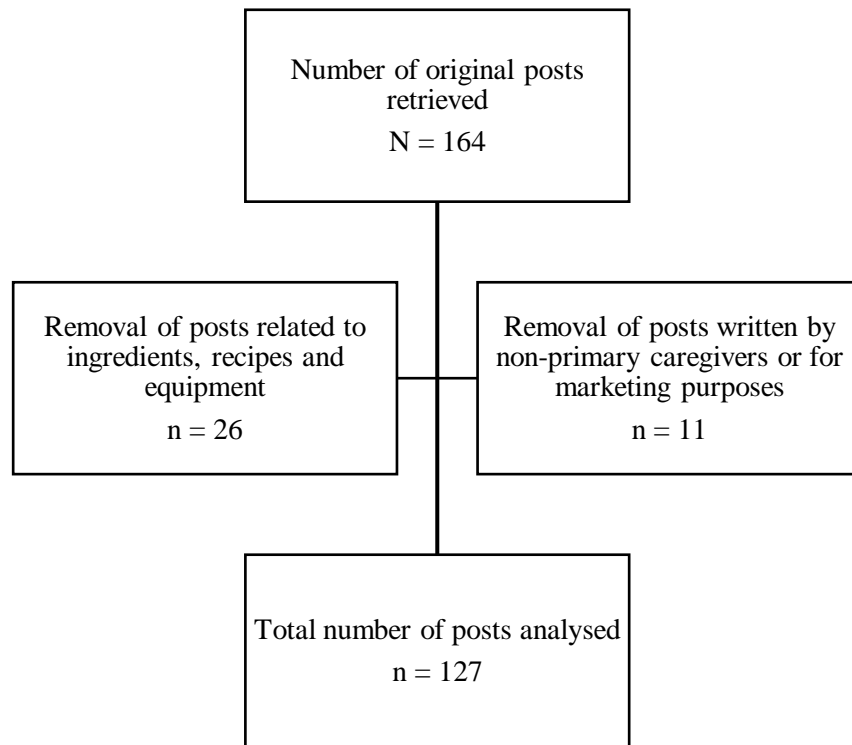 Number of original posts
retrieved
N = 164
Removal of posts related to
ingredients, recipes and
equipment
n = 26
Removal of posts written by
non-primary caregivers or for
marketing purposes
n = 11
Total number of posts analysed
n = 127